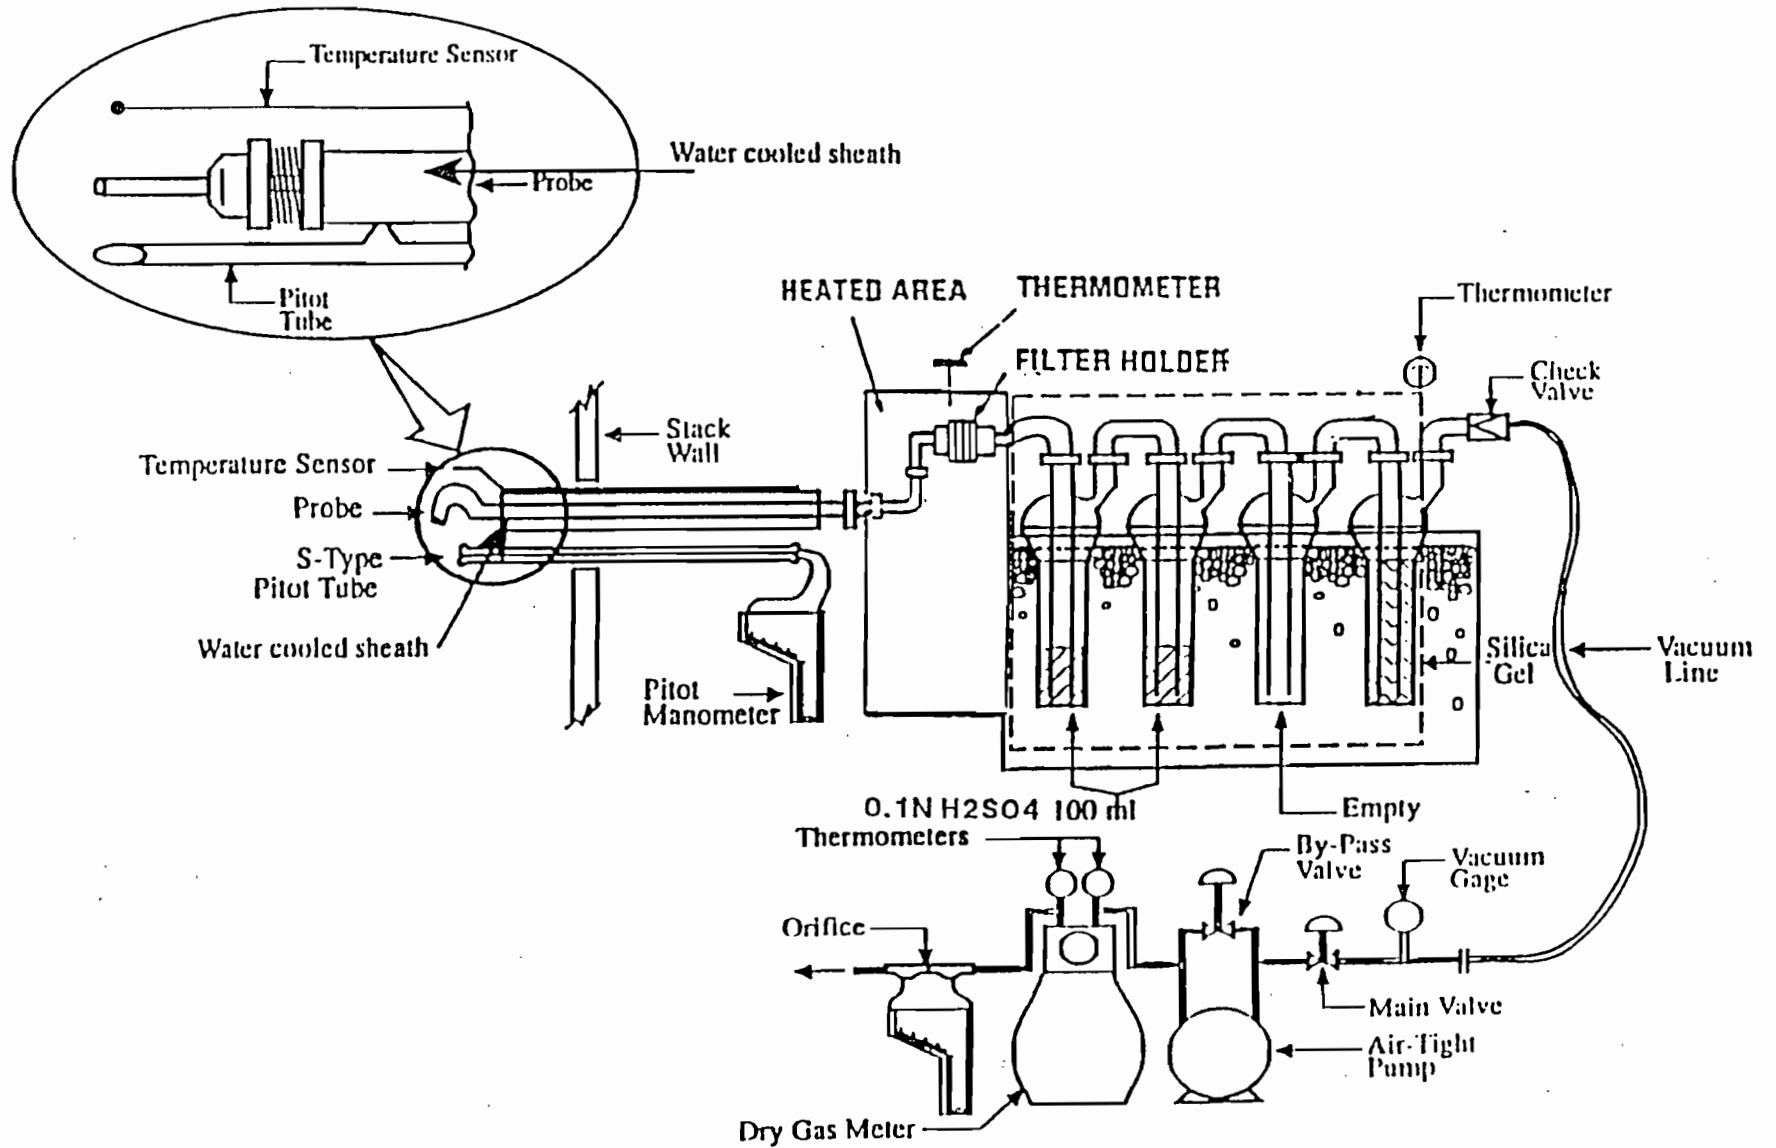 Temperature Sensor
Water cooled sheath
Probe
Pitot
Tube
HEATED AREA
THERMOMETER
Thermometer
FILTER HOLDER
Check
Valve
Stack
Wall
Temperature Sensor
Probe
S-Type
Pitot Tube
Water cooled sheath
Pitot
Manometer
Silica
Gel
Vacuum
Line
0.1N H2SO4 100 ml
Empty
Thermometers
By-Pass
Valve
Vacuum
Gage
Orifice
Main Valve
Air-Tight
Pump
Dry Gas Meter